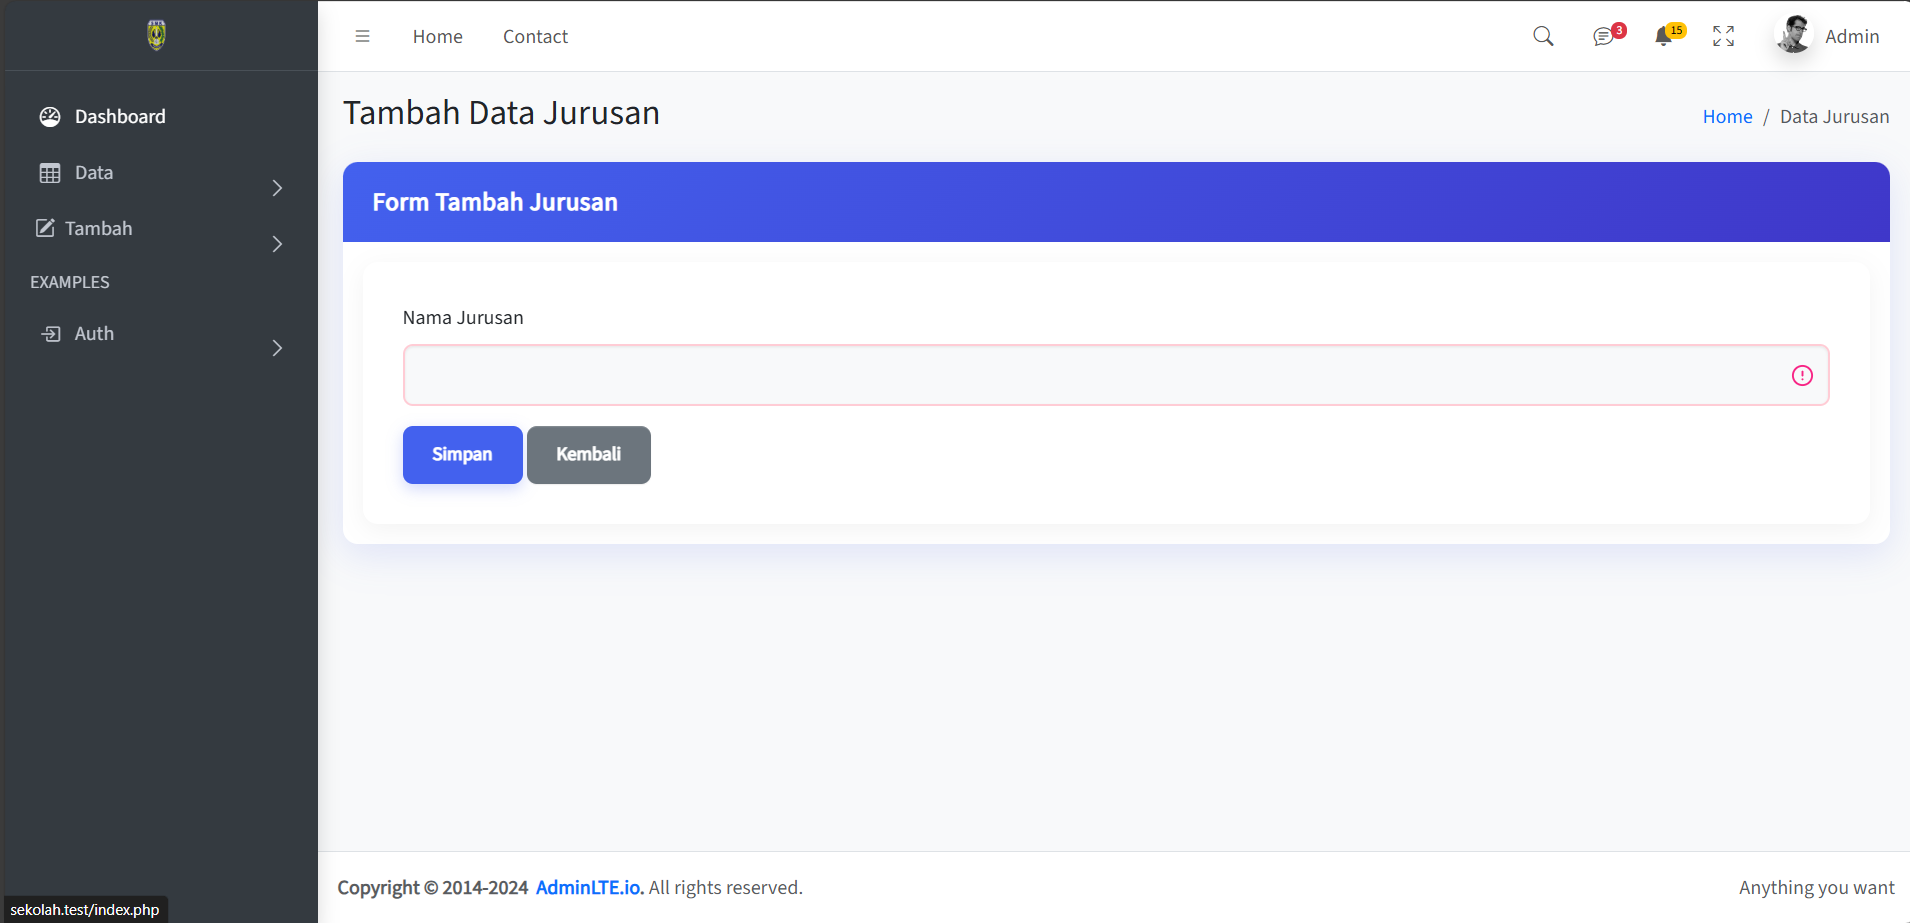 Home
Contact
3
15
Admin
Dashboard
Data
Tambah
EXAMPLES
Auth
Tambah Data Jurusan
Home / Data Jurusan
Form Tambah Jurusan
Nama Jurusan
Simpan
Kembali
Copyright © 2014-2024 AdminLTE.io. All rights reserved.
Anything you want
sekolah.test/index.php